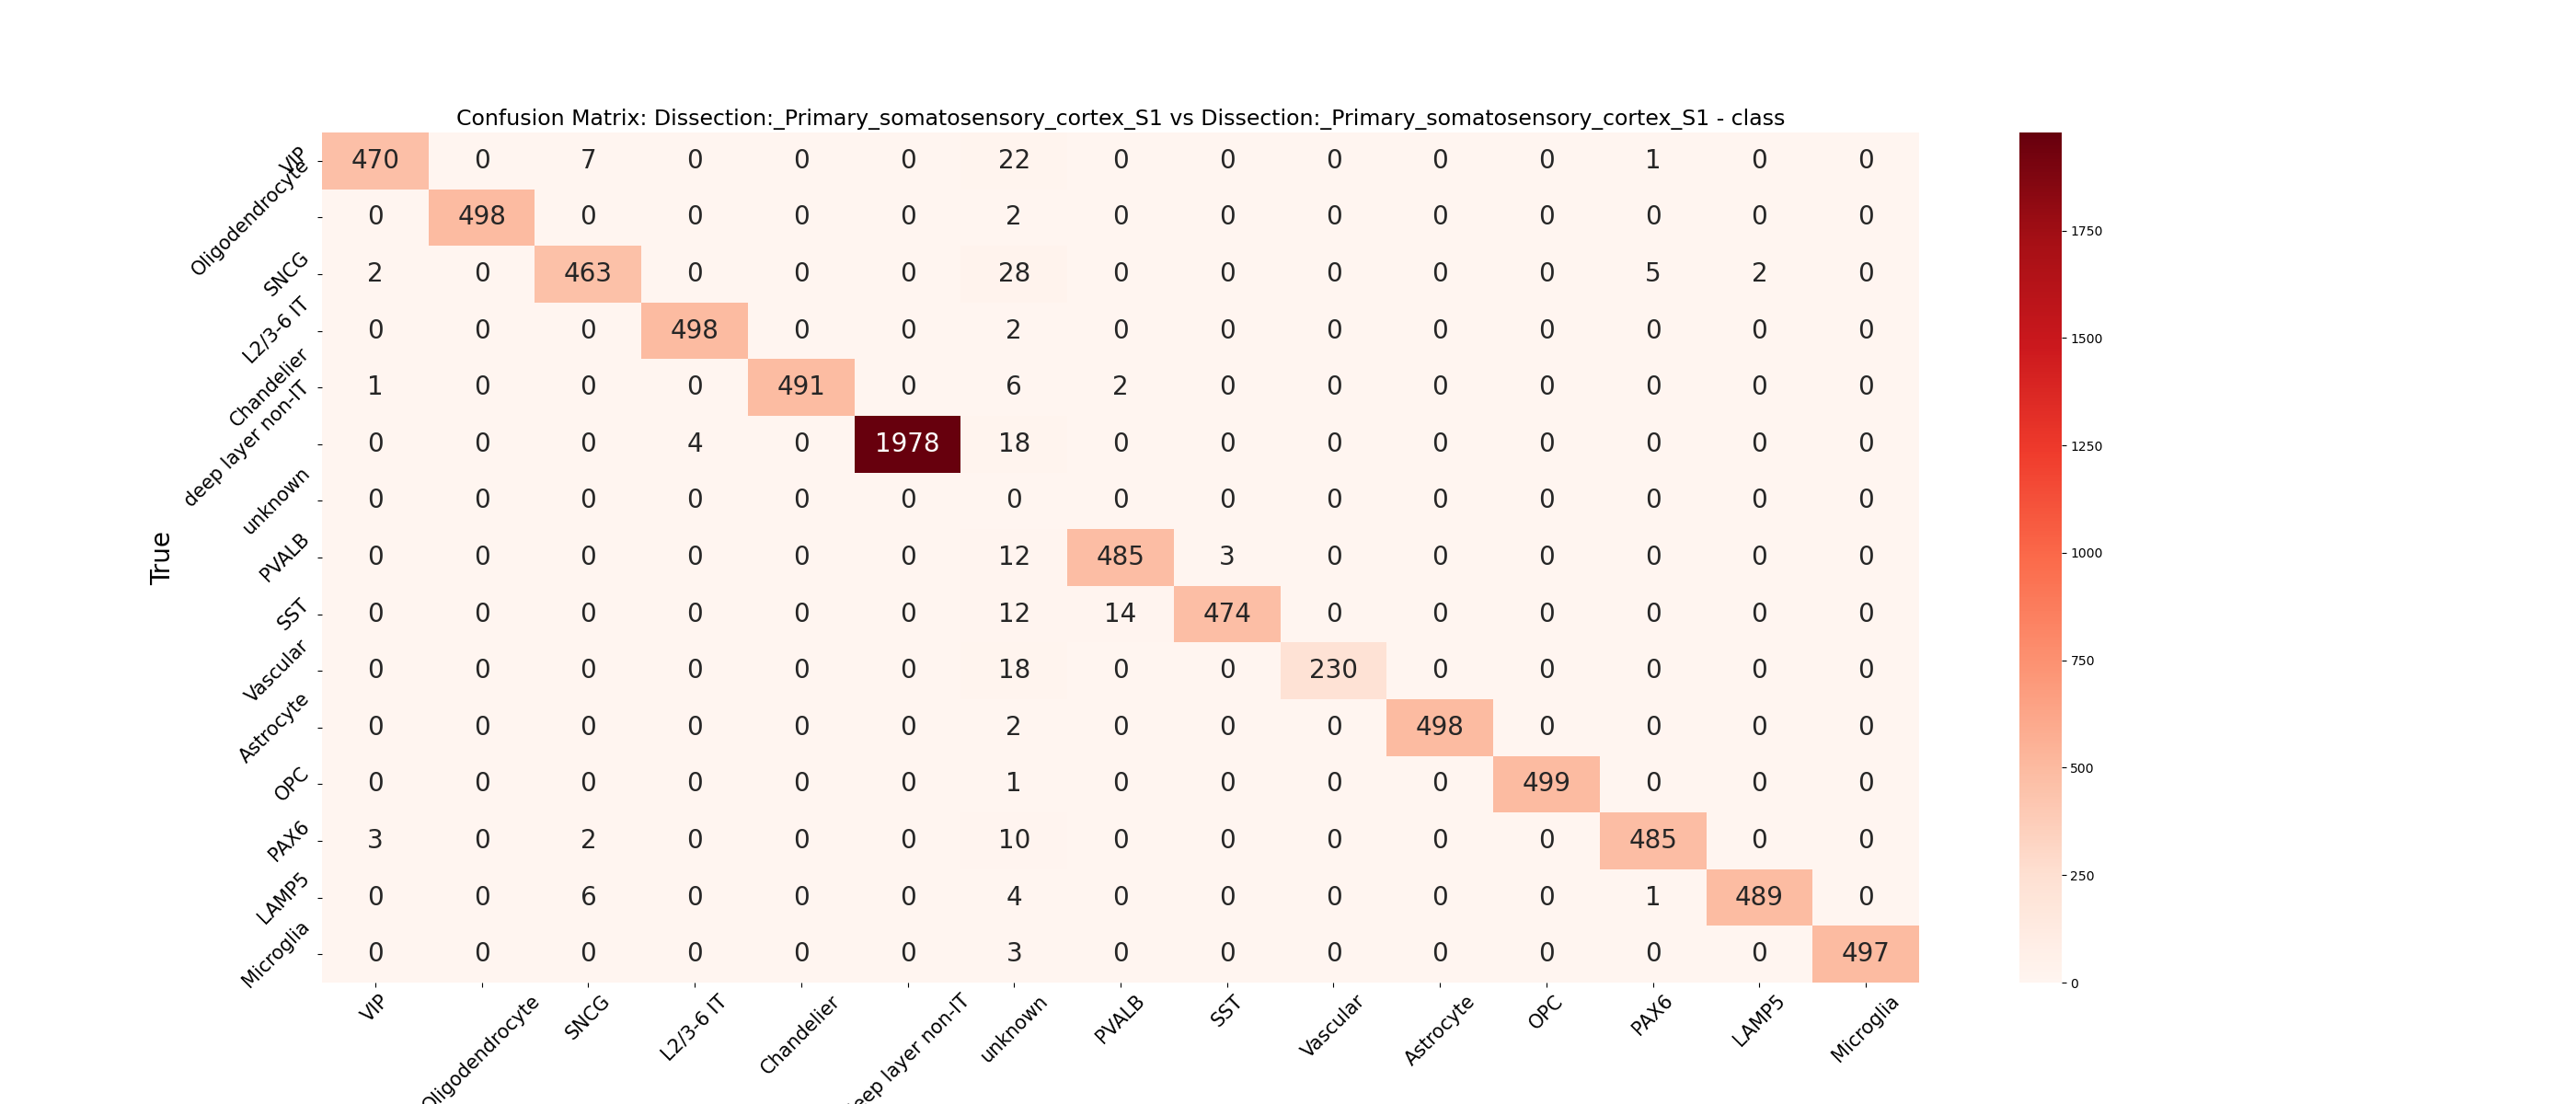 Confusion Matrix: Dissection:_Primary_somatosensory_cortex_S1 vs Dissection:_Primary_somatosensory_cortex_S1 - class
VIP 470 0 7 0 0 0 22 0 0 0 0 0 1 0 0
Oligodendrocyte 0 498 0 0 0 0 2 0 0 0 0 0 0 0 0
SNCG 2 0 463 0 0 0 28 0 0 0 0 0 5 2 0
L2/3-6 IT 0 0 0 498 0 0 2 0 0 0 0 0 0 0 0
Chandelier 1 0 0 0 491 0 6 2 0 0 0 0 0 0 0
deep layer non-IT 0 0 0 4 0 1978 18 0 0 0 0 0 0 0 0
unknown 0 0 0 0 0 0 0 0 0 0 0 0 0 0 0
PVALB 0 0 0 0 0 0 12 485 3 0 0 0 0 0 0
SST 0 0 0 0 0 0 12 14 474 0 0 0 0 0 0
Vascular 0 0 0 0 0 0 18 0 0 230 0 0 0 0 0
Astrocyte 0 0 0 0 0 0 2 0 0 0 498 0 0 0 0
OPC 0 0 0 0 0 0 1 0 0 0 0 499 0 0 0
PAX6 3 0 2 0 0 0 10 0 0 0 0 0 485 0 0
LAMP5 0 0 6 0 0 0 4 0 0 0 0 0 1 489 0
Microglia 0 0 0 0 0 0 3 0 0 0 0 0 0 0 497
True
VIP Oligodendrocyte SNCG L2/3-6 IT Chandelier eep layer non-IT unknown PVALB SST Vascular Astrocyte OPC PAX6 LAMP5 Microglia
1750
1500
1250
1000
750
500
250
0